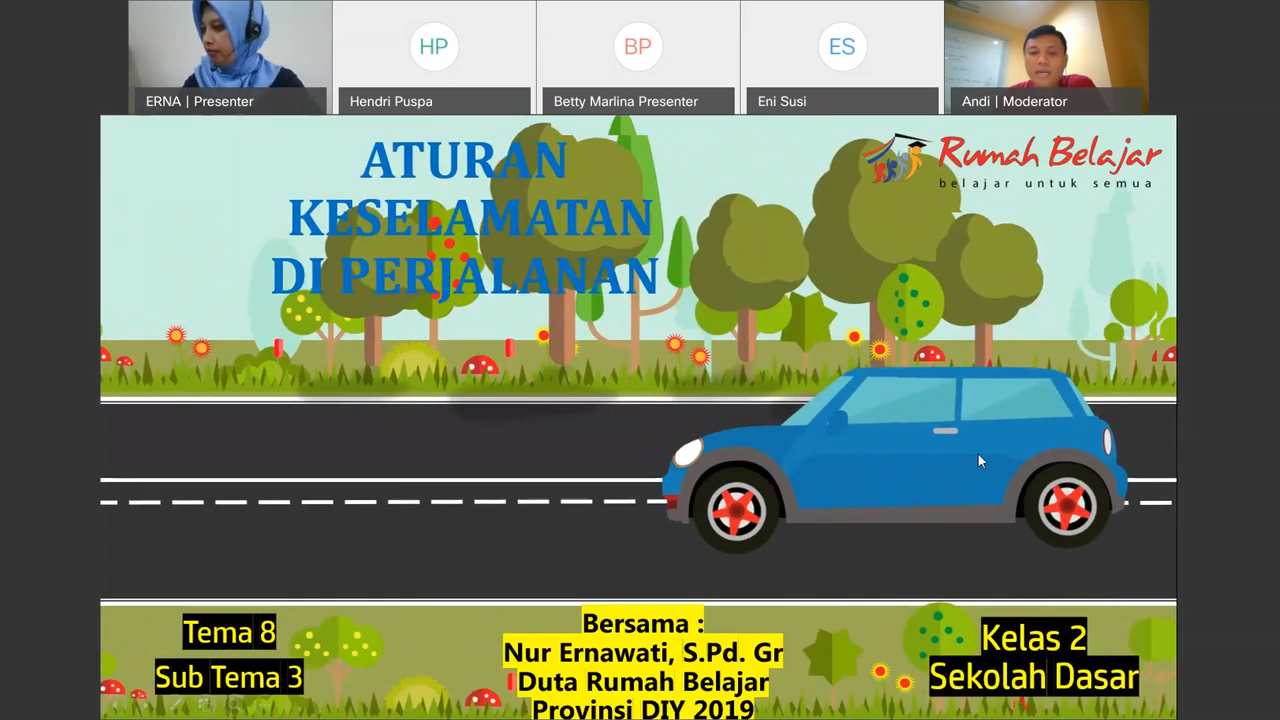 HP
BP
ES
ERNA | Presenter
Hendri Puspa
Betty Marlina Presenter
Eni Susi
Andi | Moderator
ATURAN
KESELAMATAN
DI PERJALANAN
Rumah Belajar
belajar untuk semua
Tema 8
Sub Tema 3
Bersama :
Nur Ernawati, S.Pd. Gr
Duta Rumah Belajar
Provinsi DIY 2019
Kelas 2
Sekolah Dasar